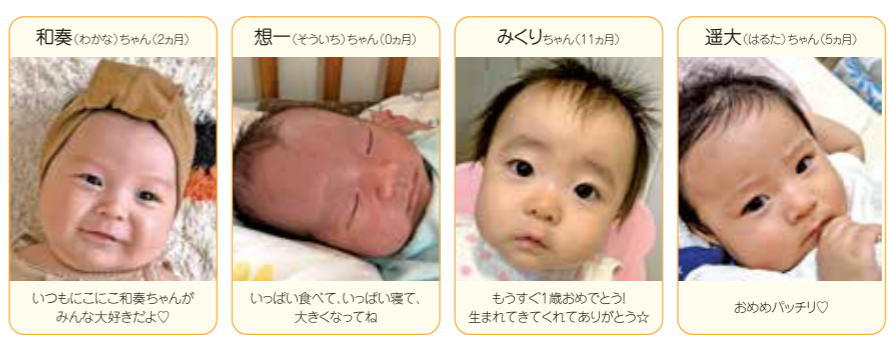 和奏(わかな)ちゃん(2ヵ月)
いつもにこにこ和奏ちゃんが
みんな大好きだよ♡
想一(そういち)ちゃん(0ヵ月)
いっぱい食べて、いっぱい寝て、
大きくなってね
みくりちゃん(11ヵ月)
もうすぐ1歳おめでとう!
生まれてきてくれてありがとう☆
遥大(はるた)ちゃん(5ヵ月)
おめめパッチリ♡